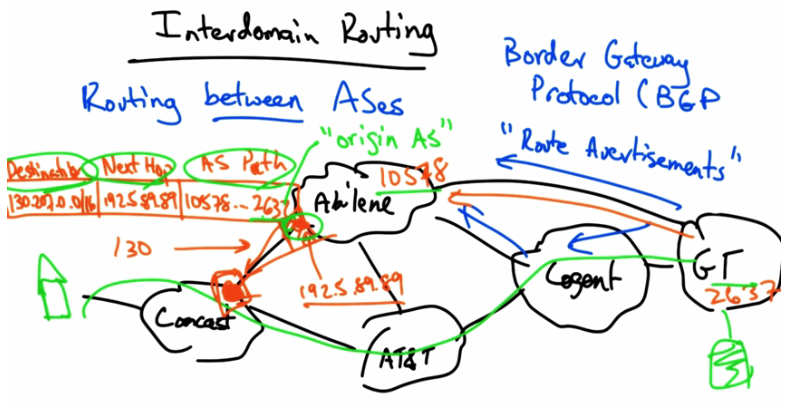 Interdomain Routing
Border Gateway
Protocol (BGP
Routing between ASes
"origin AS"
"Route Avertisements"
Destination Next Hop AS Path
130.207.0.0/16 192.5.89.89 10578... 2637
10578
Abilene
130
192.5.89.89
Cogent
GT
2637
Comcast
AT&T